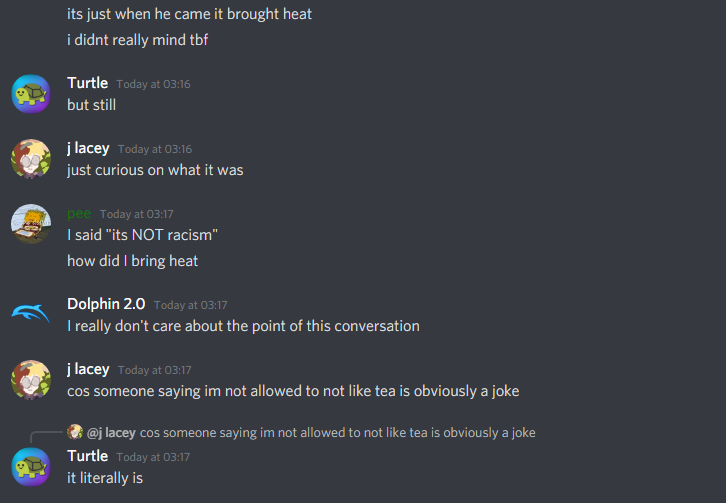 its just when he came it brought heat
i didnt really mind tbf
Turtle Today at 03:16
but still
j lacey Today at 03:16
just curious on what it was
pee Today at 03:17
I said "its NOT racism"
how did I bring heat
Dolphin 2.0 Today at 03:17
I really don't care about the point of this conversation
j lacey Today at 03:17
cos someone saying im not allowed to not like tea is obviously a joke
@j lacey cos someone saying im not allowed to not like tea is obviously a joke
Turtle Today at 03:17
it literally is